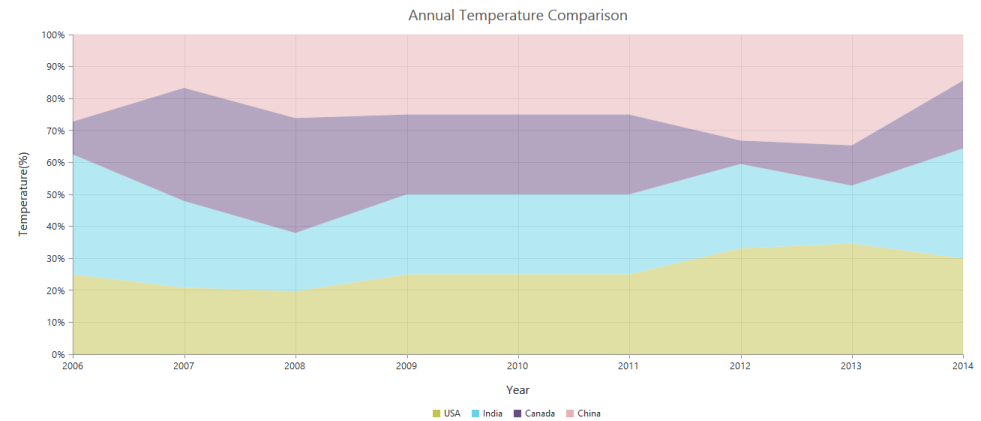 Annual Temperature Comparison
100%
90%
80%
70%
60%
50%
40%
30%
20%
10%
0%
Temperature(%)
2006 2007 2008 2009 2010 2011 2012 2013 2014
Year
USA India Canada China